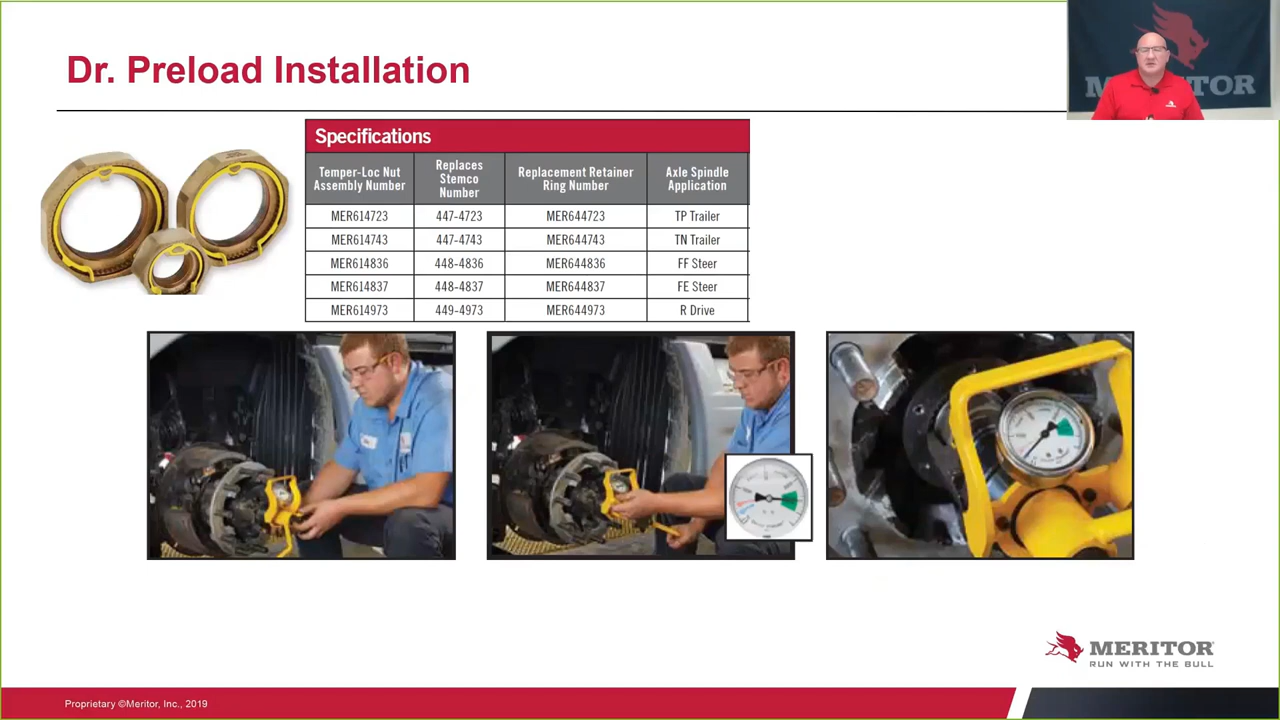 Dr. Preload Installation
MERITOR
Specifications
Temper-Loc Nut
Assembly Number
Replaces
Stemco
Number
Replacement Retainer
Ring Number
Axle Spindle
Application
MER614723 447-4723 MER644723 TP Trailer
MER614743 447-4743 MER644743 TN Trailer
MER614836 448-4836 MER644836 FF Steer
MER614837 448-4837 MER644837 FE Steer
MER614973 449-4973 MER644973 R Drive
MERITOR
RUN WITH THE BULL
Proprietary ©Meritor, Inc., 2019